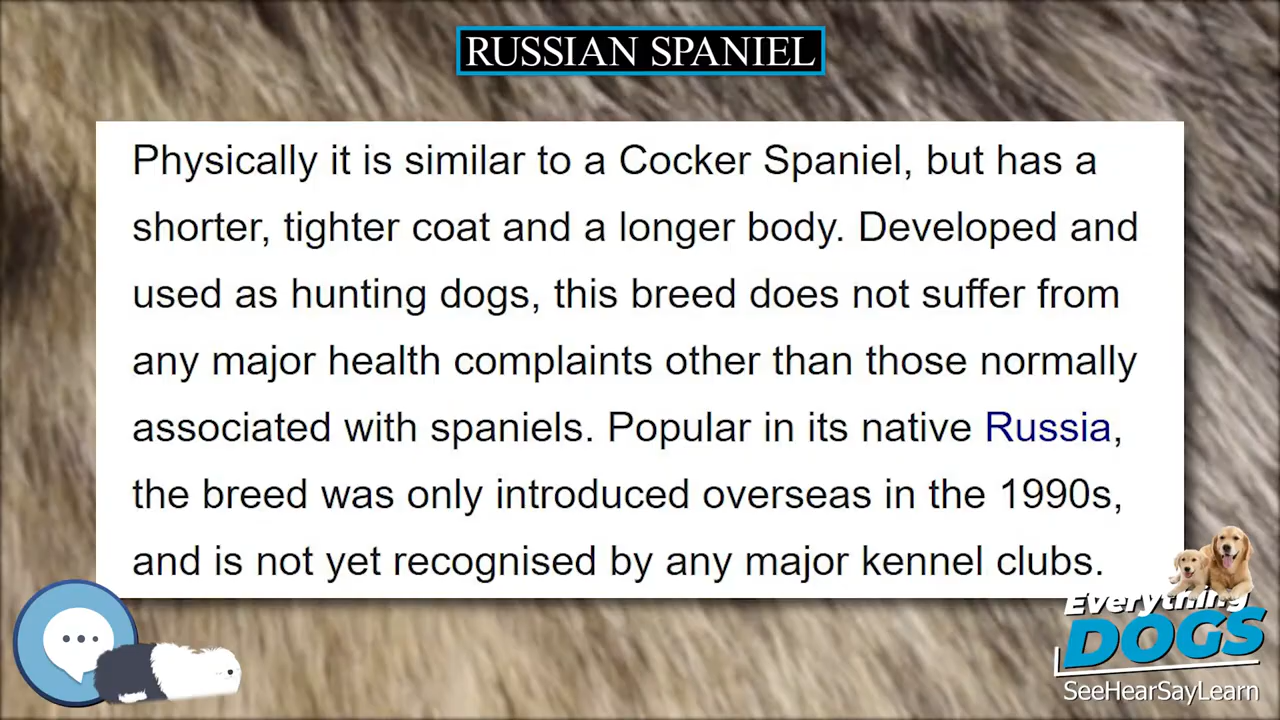 RUSSIAN SPANIEL
Physically it is similar to a Cocker Spaniel, but has a
shorter, tighter coat and a longer body. Developed and
used as hunting dogs, this breed does not suffer from
any major health complaints other than those normally
associated with spaniels. Popular in its native Russia,
the breed was only introduced overseas in the 1990s,
and is not yet recognised by any major kennel clubs.
Everything
DOGS
SeeHearSayLearn